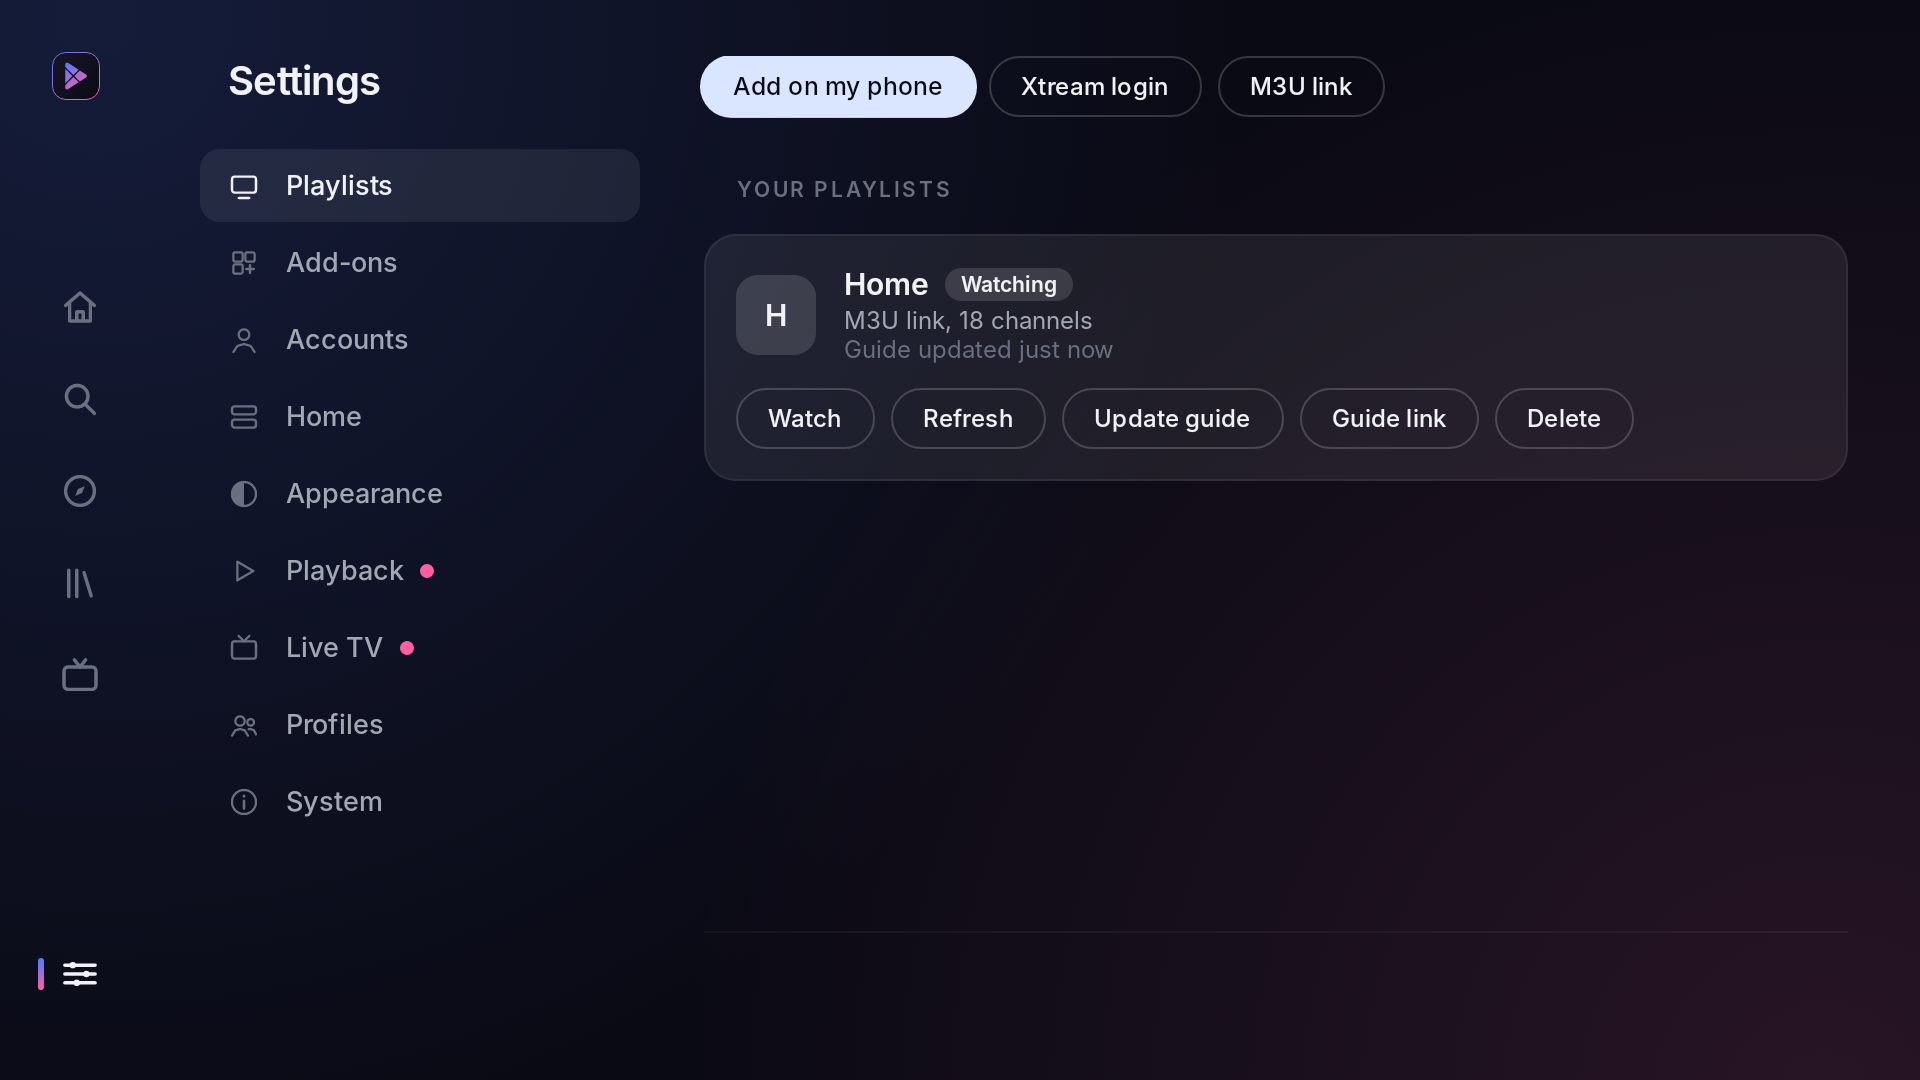 Settings
Playlists
Add-ons
Accounts
Home
Appearance
Playback
Live TV
Profiles
System
Add on my phone
Xtream login
M3U link
YOUR PLAYLISTS
H
Home
Watching
M3U link, 18 channels
Guide updated just now
Watch
Refresh
Update guide
Guide link
Delete